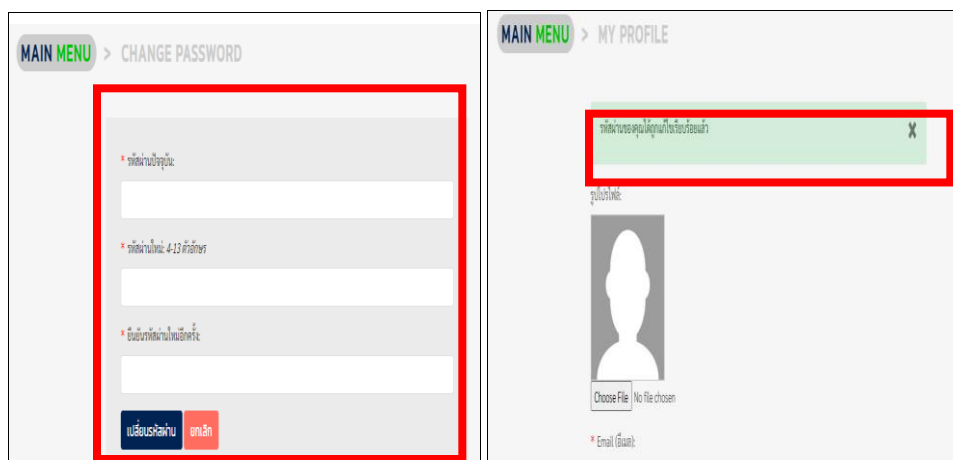 MAIN MENU > CHANGE PASSWORD
* รหัสผ่านปัจจุบัน:
* รหัสผ่านใหม่: 4-13 ตัวอักษร
* ยืนยันรหัสผ่านใหม่อีกครั้ง:
เปลี่ยนรหัสผ่าน ยกเลิก
MAIN MENU > MY PROFILE
รหัสผ่านของคุณได้ถูกแก้ไขเรียบร้อยแล้ว X
รูปโปรไฟล์:
Choose File No file chosen
* Email (อีเมล):